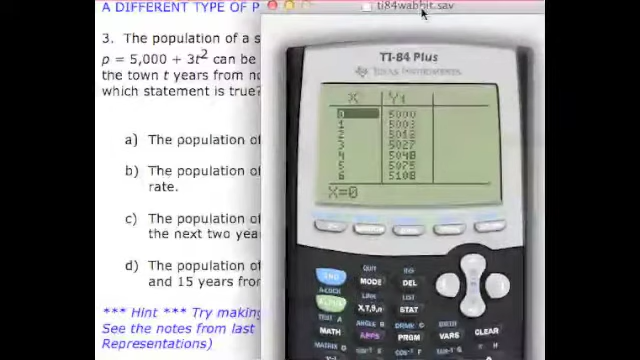 A DIFFERENT TYPE OF P
3. The population of a s
p = 5,000 + 3t² can be
the town t years from no
which statement is true?
a) The population of
b) The population of
rate.
c) The population of
the next two yea
d) The population of
and 15 years from
*** Hint *** Try making
See the notes from last
Representations)
ti84wabbit.sav
TI-84 Plus
Texas Instruments
X Y1
0 5000
1 5003
2 5012
3 5027
4 5048
5 5075
6 5108
X=0
QUIT INS
2ND MODE DEL
A-LOCK LINK LIST
ALPHA X,T,θ,n STAT
TEST A ANGLE B DRAW C DISTR
MATH APPS PRGM VARS CLEAR
MATRIX D